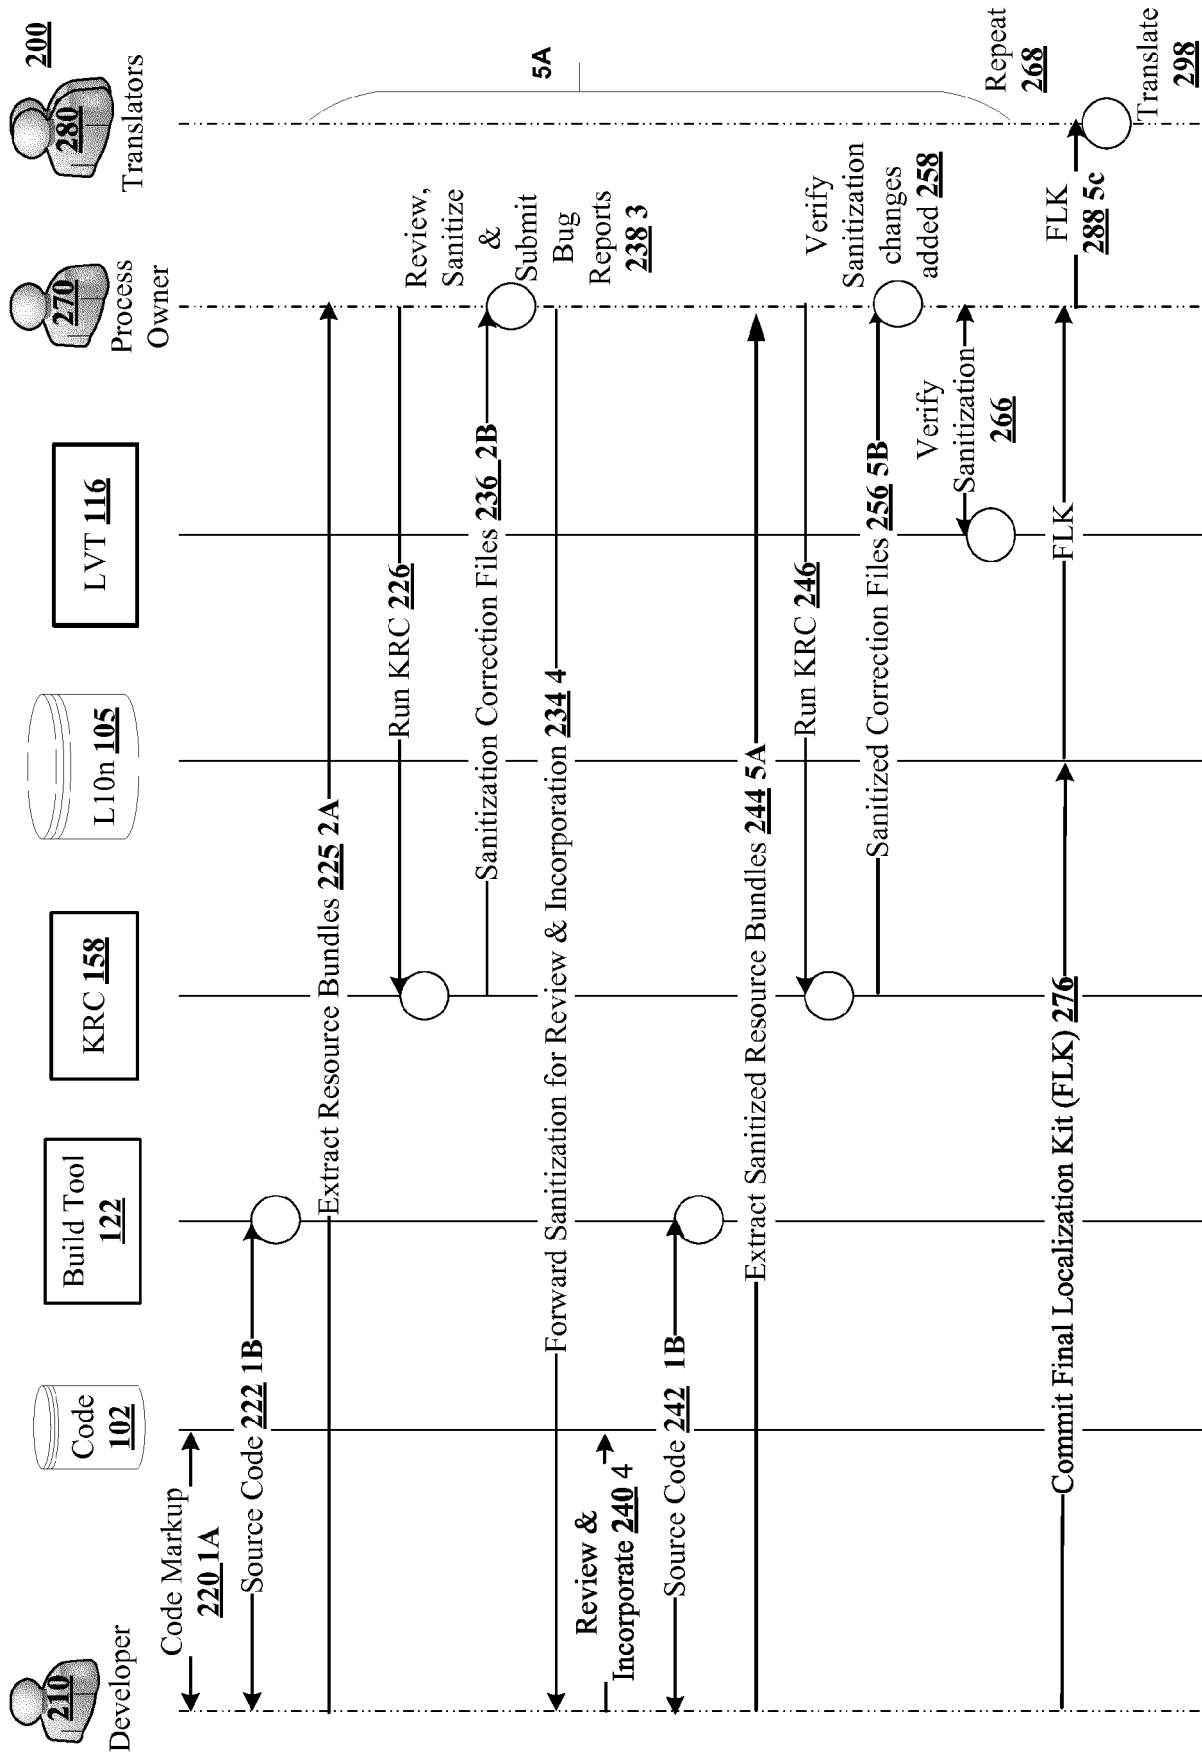 200
210
Developer
Code
102
Build Tool
122
KRC 158
L10n 105
LVT 116
270
Process
Owner
280
Translators
Code Markup
220 1A
Source Code 222 1B
Extract Resource Bundles 225 2A
Run KRC 226
Review,
Sanitize
&
Submit
Bug
Reports
238 3
Sanitization Correction Files 236 2B
5A
Forward Sanitization for Review & Incorporation 234 4
Review &
Incorporate 240 4
Source Code 242 1B
Extract Sanitized Resource Bundles 244 5A
Run KRC 246
Verify
Sanitization
changes
added 258
Sanitized Correction Files 256 5B
Verify
Sanitization
266
Repeat
268
Commit Final Localization Kit (FLK) 276
FLK
FLK
288 5c
Translate
298